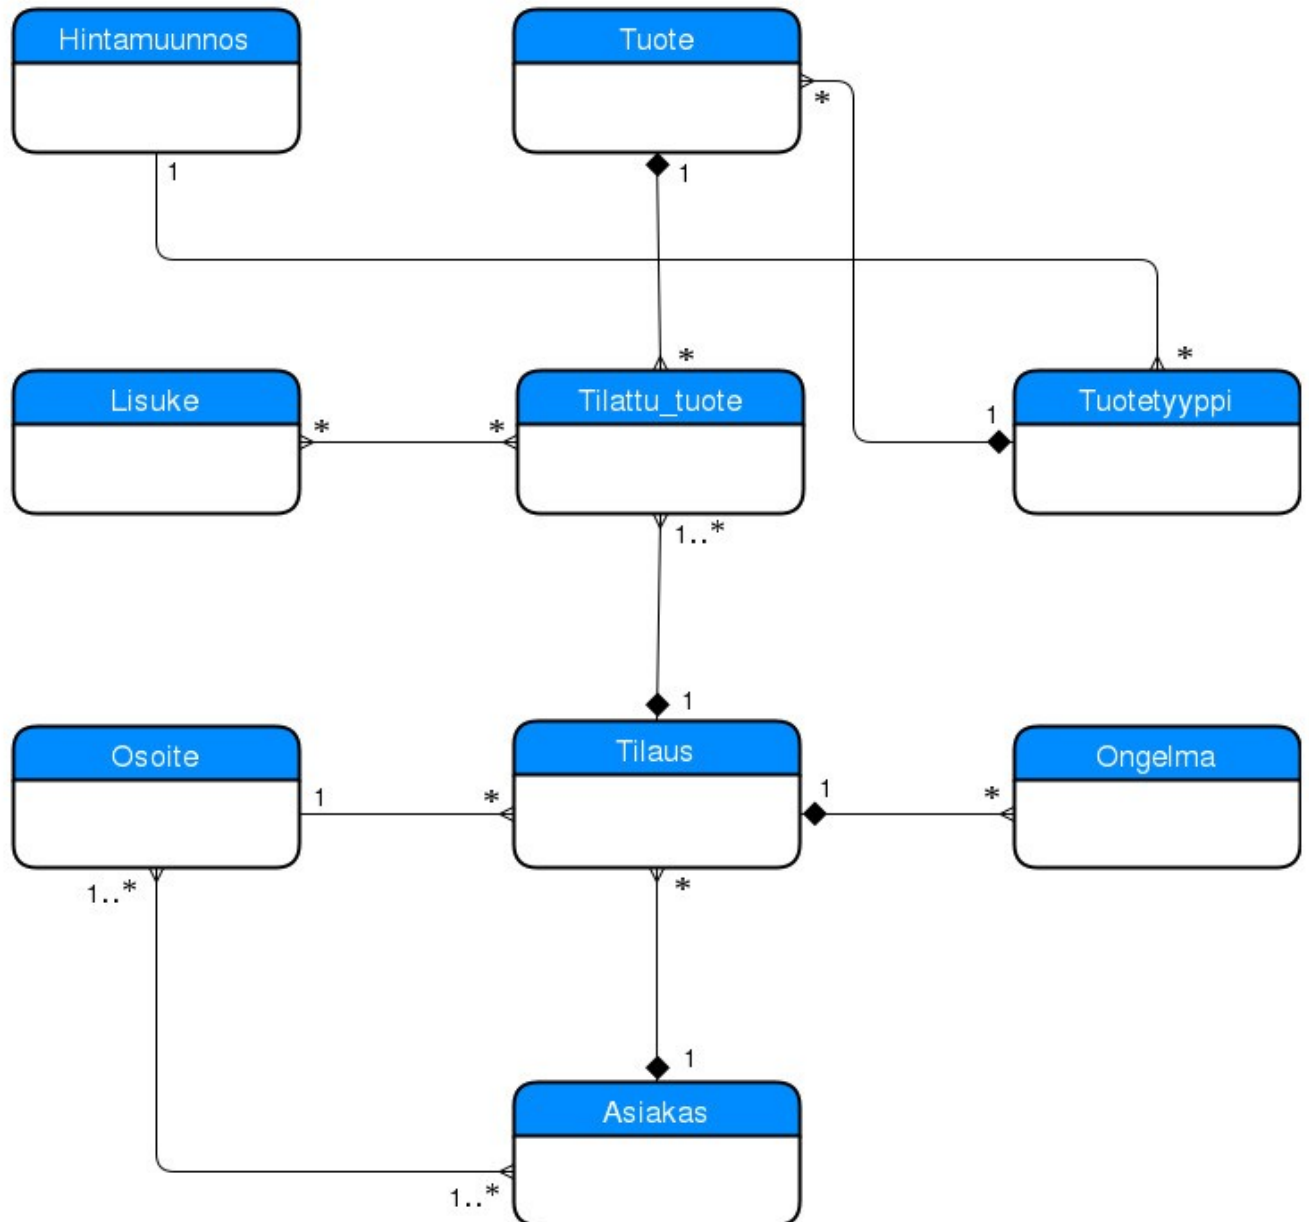 Hintamuunnos
Tuote
*
1
1
*
*
Lisuke
Tilattu_tuote
Tuotetyyppi
*
*
1
1..*
1
Osoite
Tilaus
Ongelma
1
*
1
*
1..*
*
1
Asiakas
1..*